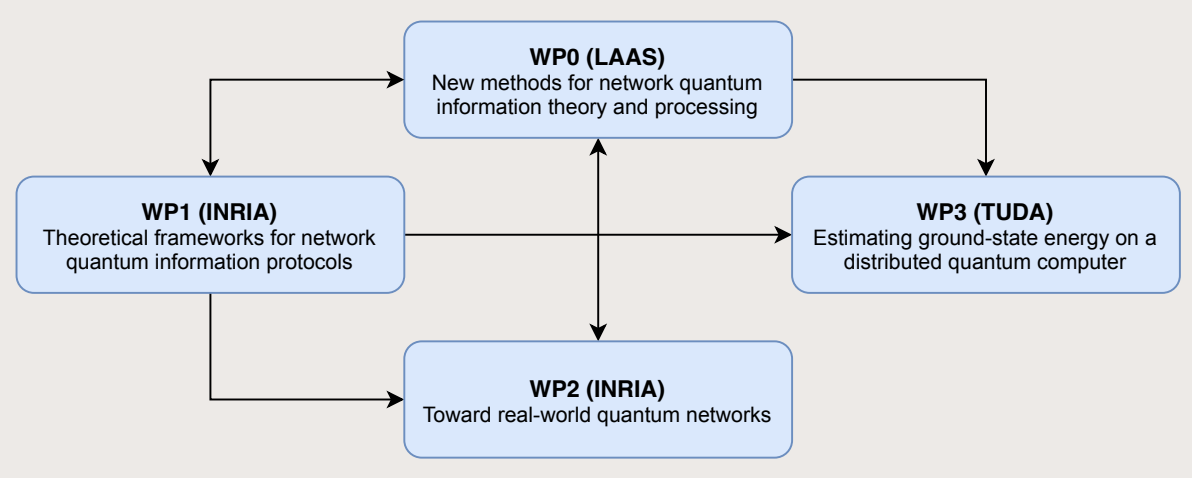 WP0 (LAAS)
New methods for network quantum
information theory and processing
WP1 (INRIA)
Theoretical frameworks for network
quantum information protocols
WP3 (TUDA)
Estimating ground-state energy on a
distributed quantum computer
WP2 (INRIA)
Toward real-world quantum networks